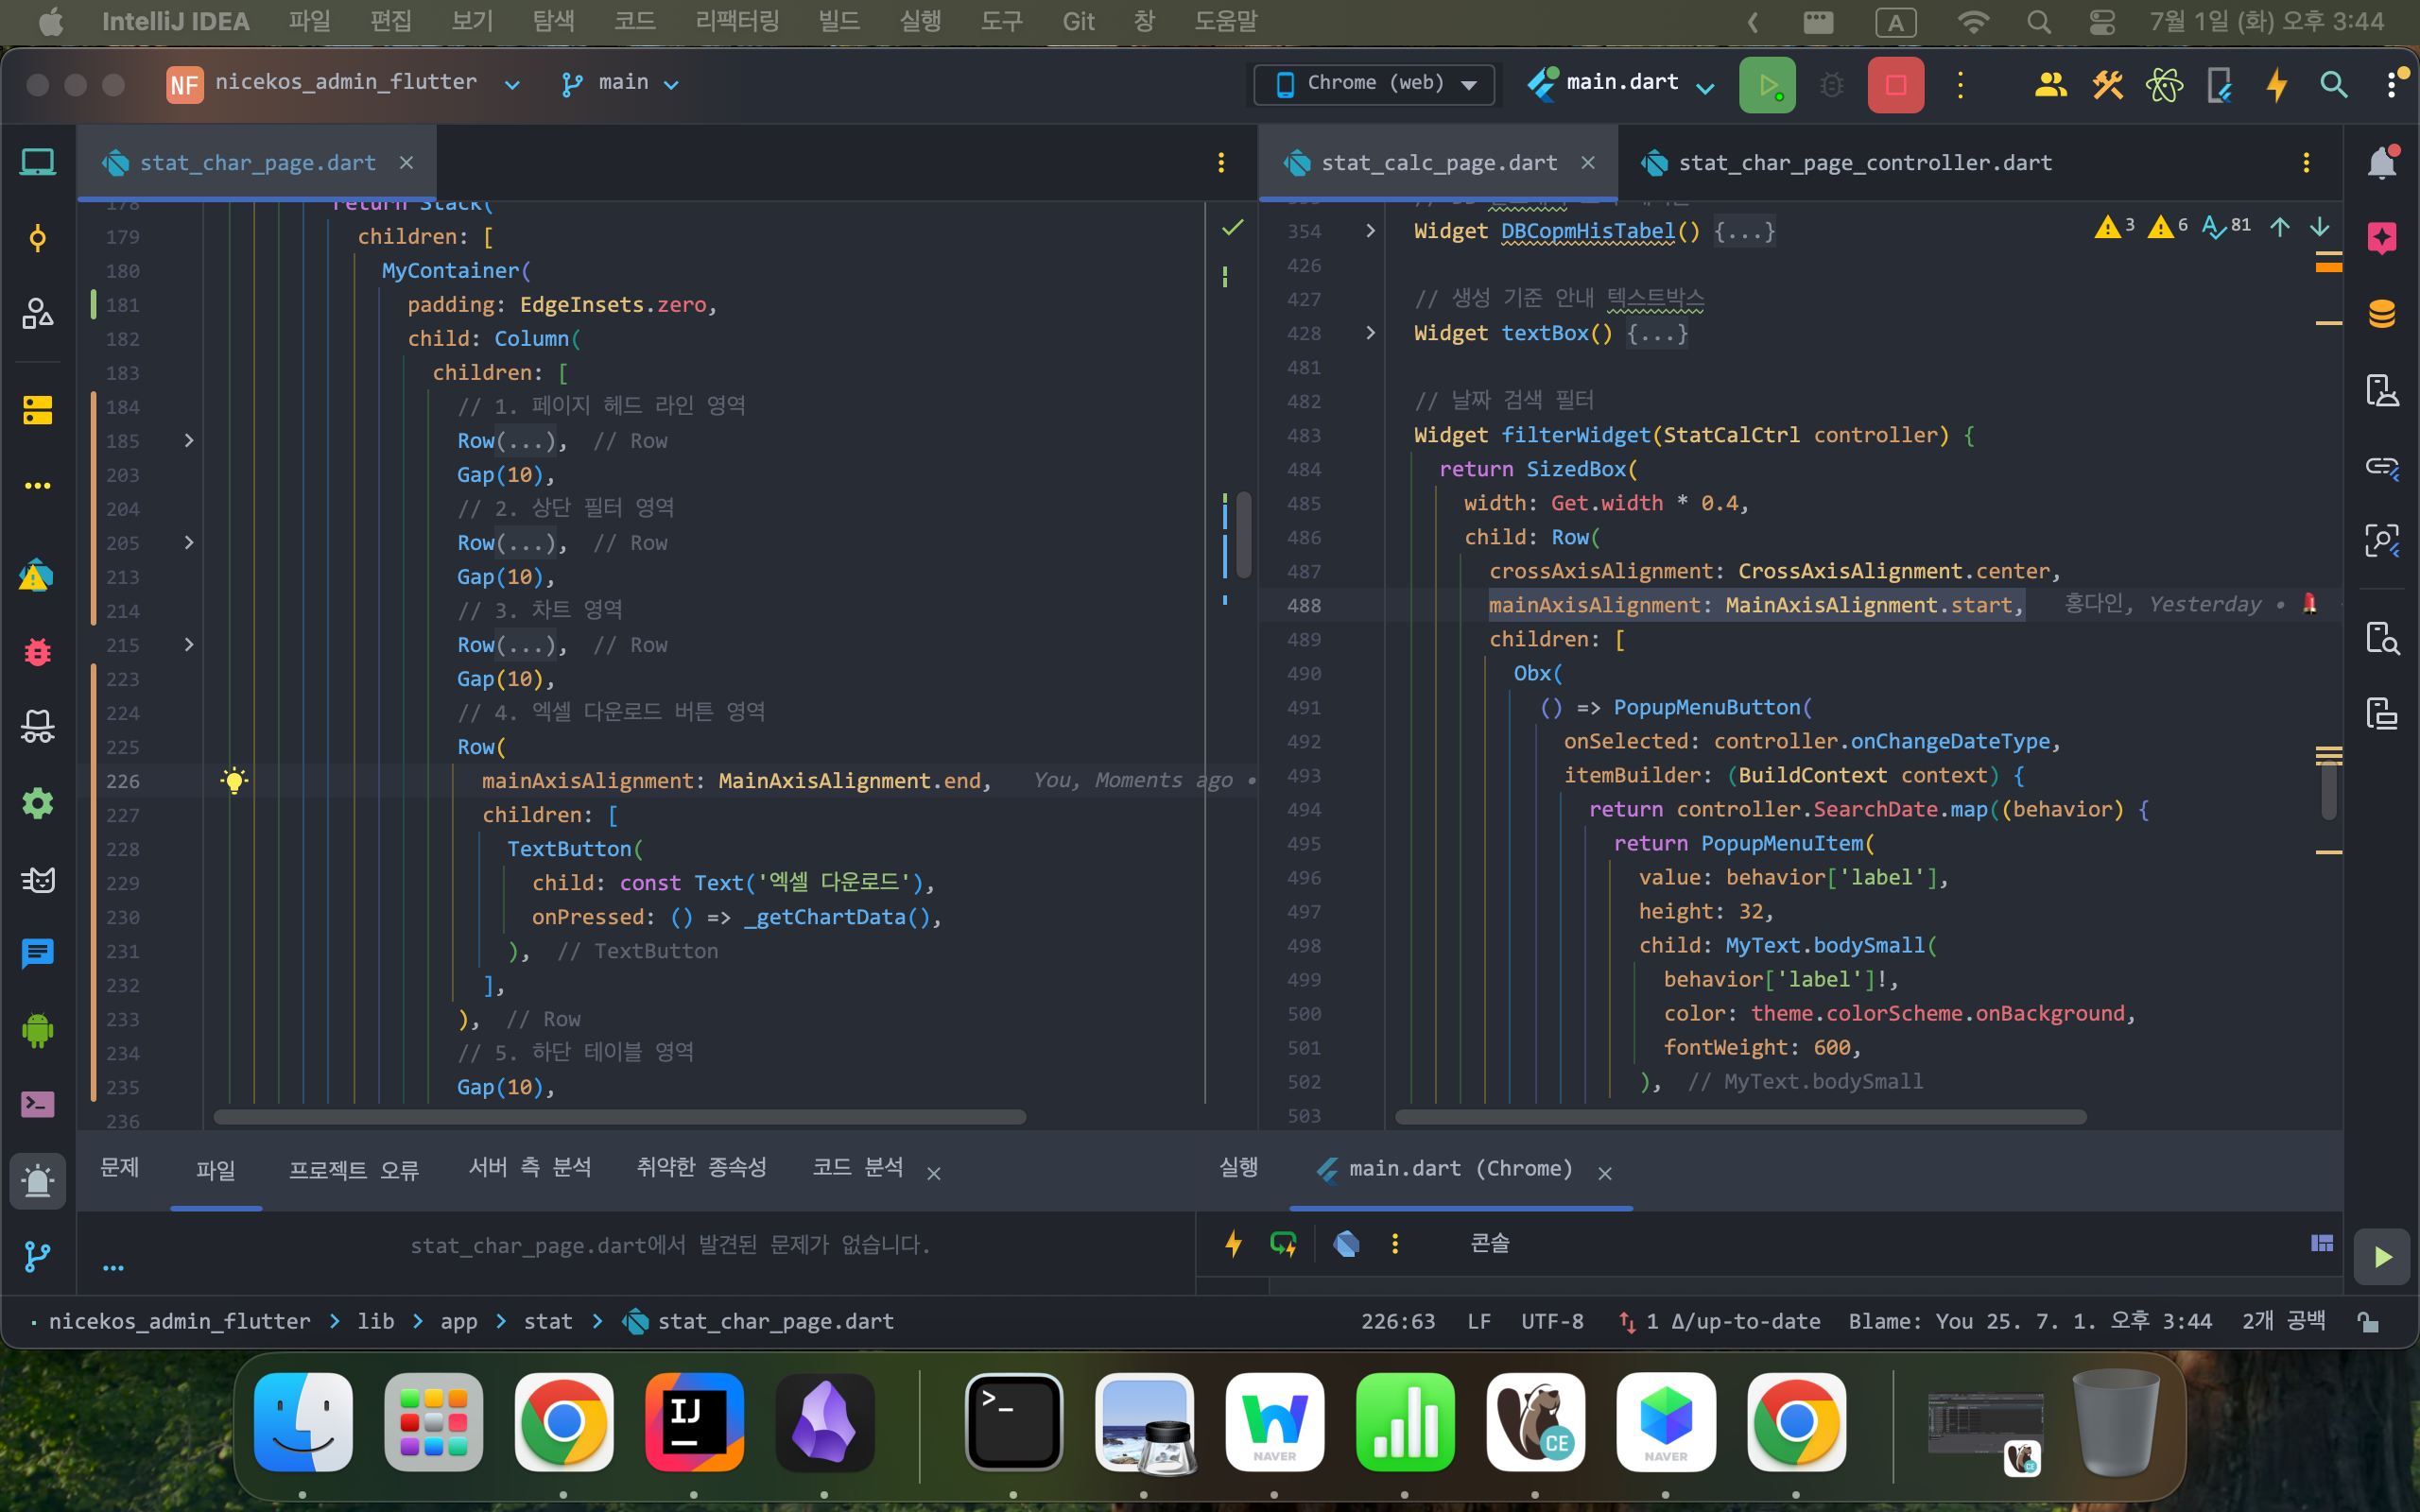 IntelliJ IDEA 파일 편집 보기 탐색 코드 리팩터링 빌드 실행 도구 Git 창 도움말 A 7월 1일 (화) 오후 3:44
NF nicekos_admin_flutter main Chrome (web) main.dart
stat_char_page.dart
178 return Stack(
179 children: [
180 MyContainer(
181 padding: EdgeInsets.zero,
182 child: Column(
183 children: [
184 // 1. 페이지 헤드 라인 영역
185 Row(...), // Row
203 Gap(10),
204 // 2. 상단 필터 영역
205 Row(...), // Row
213 Gap(10),
214 // 3. 차트 영역
215 Row(...), // Row
223 Gap(10),
224 // 4. 엑셀 다운로드 버튼 영역
225 Row(
226 mainAxisAlignment: MainAxisAlignment.end, You, Moments ago •
227 children: [
228 TextButton(
229 child: const Text('엑셀 다운로드'),
230 onPressed: () => _getChartData(),
231 ), // TextButton
232 ],
233 ), // Row
234 // 5. 하단 테이블 영역
235 Gap(10),
236
stat_calc_page.dart stat_char_page_controller.dart
3 6 81
354 Widget DBCopmHisTabel() {...}
426
427 // 생성 기준 안내 텍스트박스
428 Widget textBox() {...}
481
482 // 날짜 검색 필터
483 Widget filterWidget(StatCalCtrl controller) {
484 return SizedBox(
485 width: Get.width * 0.4,
486 child: Row(
487 crossAxisAlignment: CrossAxisAlignment.center,
488 mainAxisAlignment: MainAxisAlignment.start, 홍다인, Yesterday •
489 children: [
490 Obx(
491 () => PopupMenuButton(
492 onSelected: controller.onChangeDateType,
493 itemBuilder: (BuildContext context) {
494 return controller.SearchDate.map((behavior) {
495 return PopupMenuItem(
496 value: behavior['label'],
497 height: 32,
498 child: MyText.bodySmall(
499 behavior['label']!,
500 color: theme.colorScheme.onBackground,
501 fontWeight: 600,
502 ), // MyText.bodySmall
503
문제 파일 프로젝트 오류 서버 측 분석 취약한 종속성 코드 분석
stat_char_page.dart에서 발견된 문제가 없습니다.
실행 main.dart (Chrome)
콘솔
nicekos_admin_flutter > lib > app > stat > stat_char_page.dart 226:63 LF UTF-8 1 Δ/up-to-date Blame: You 25. 7. 1. 오후 3:44 2개 공백
IJ
NAVER
CE
NAVER